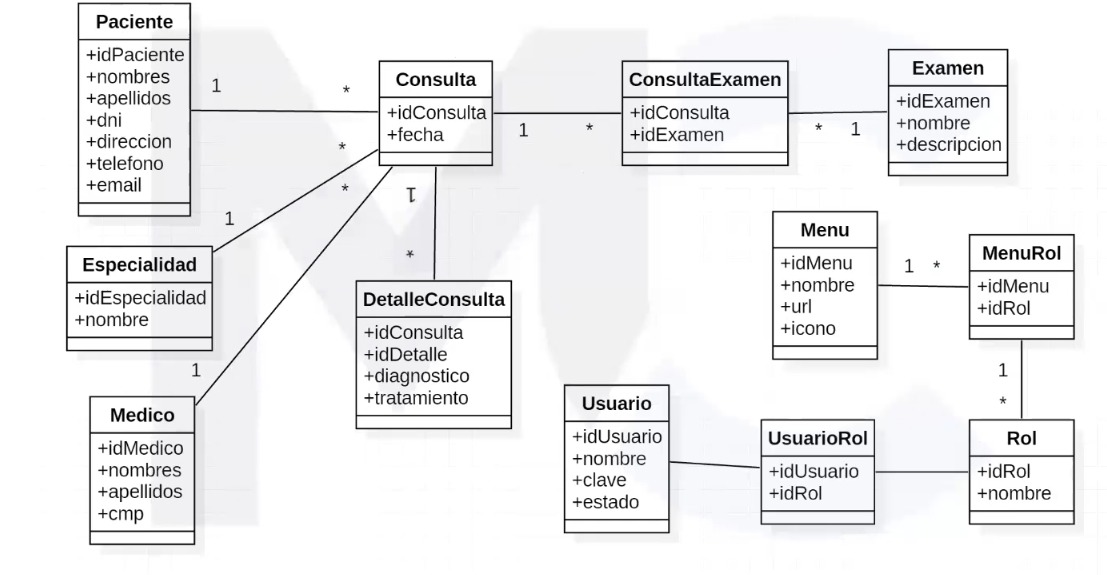 Paciente
+idPaciente
+nombres
+apellidos
+dni
+direccion
+telefono
+email
1
*
Consulta
+idConsulta
+fecha
1
*
ConsultaExamen
+idConsulta
+idExamen
*
1
Examen
+idExamen
+nombre
+descripcion
*
1
Especialidad
+idEspecialidad
+nombre
*
1
Medico
+idMedico
+nombres
+apellidos
+cmp
1
*
DetalleConsulta
+idConsulta
+idDetalle
+diagnostico
+tratamiento
Menu
+idMenu
+nombre
+url
+icono
1
*
MenuRol
+idMenu
+idRol
1
*
Usuario
+idUsuario
+nombre
+clave
+estado
UsuarioRol
+idUsuario
+idRol
Rol
+idRol
+nombre